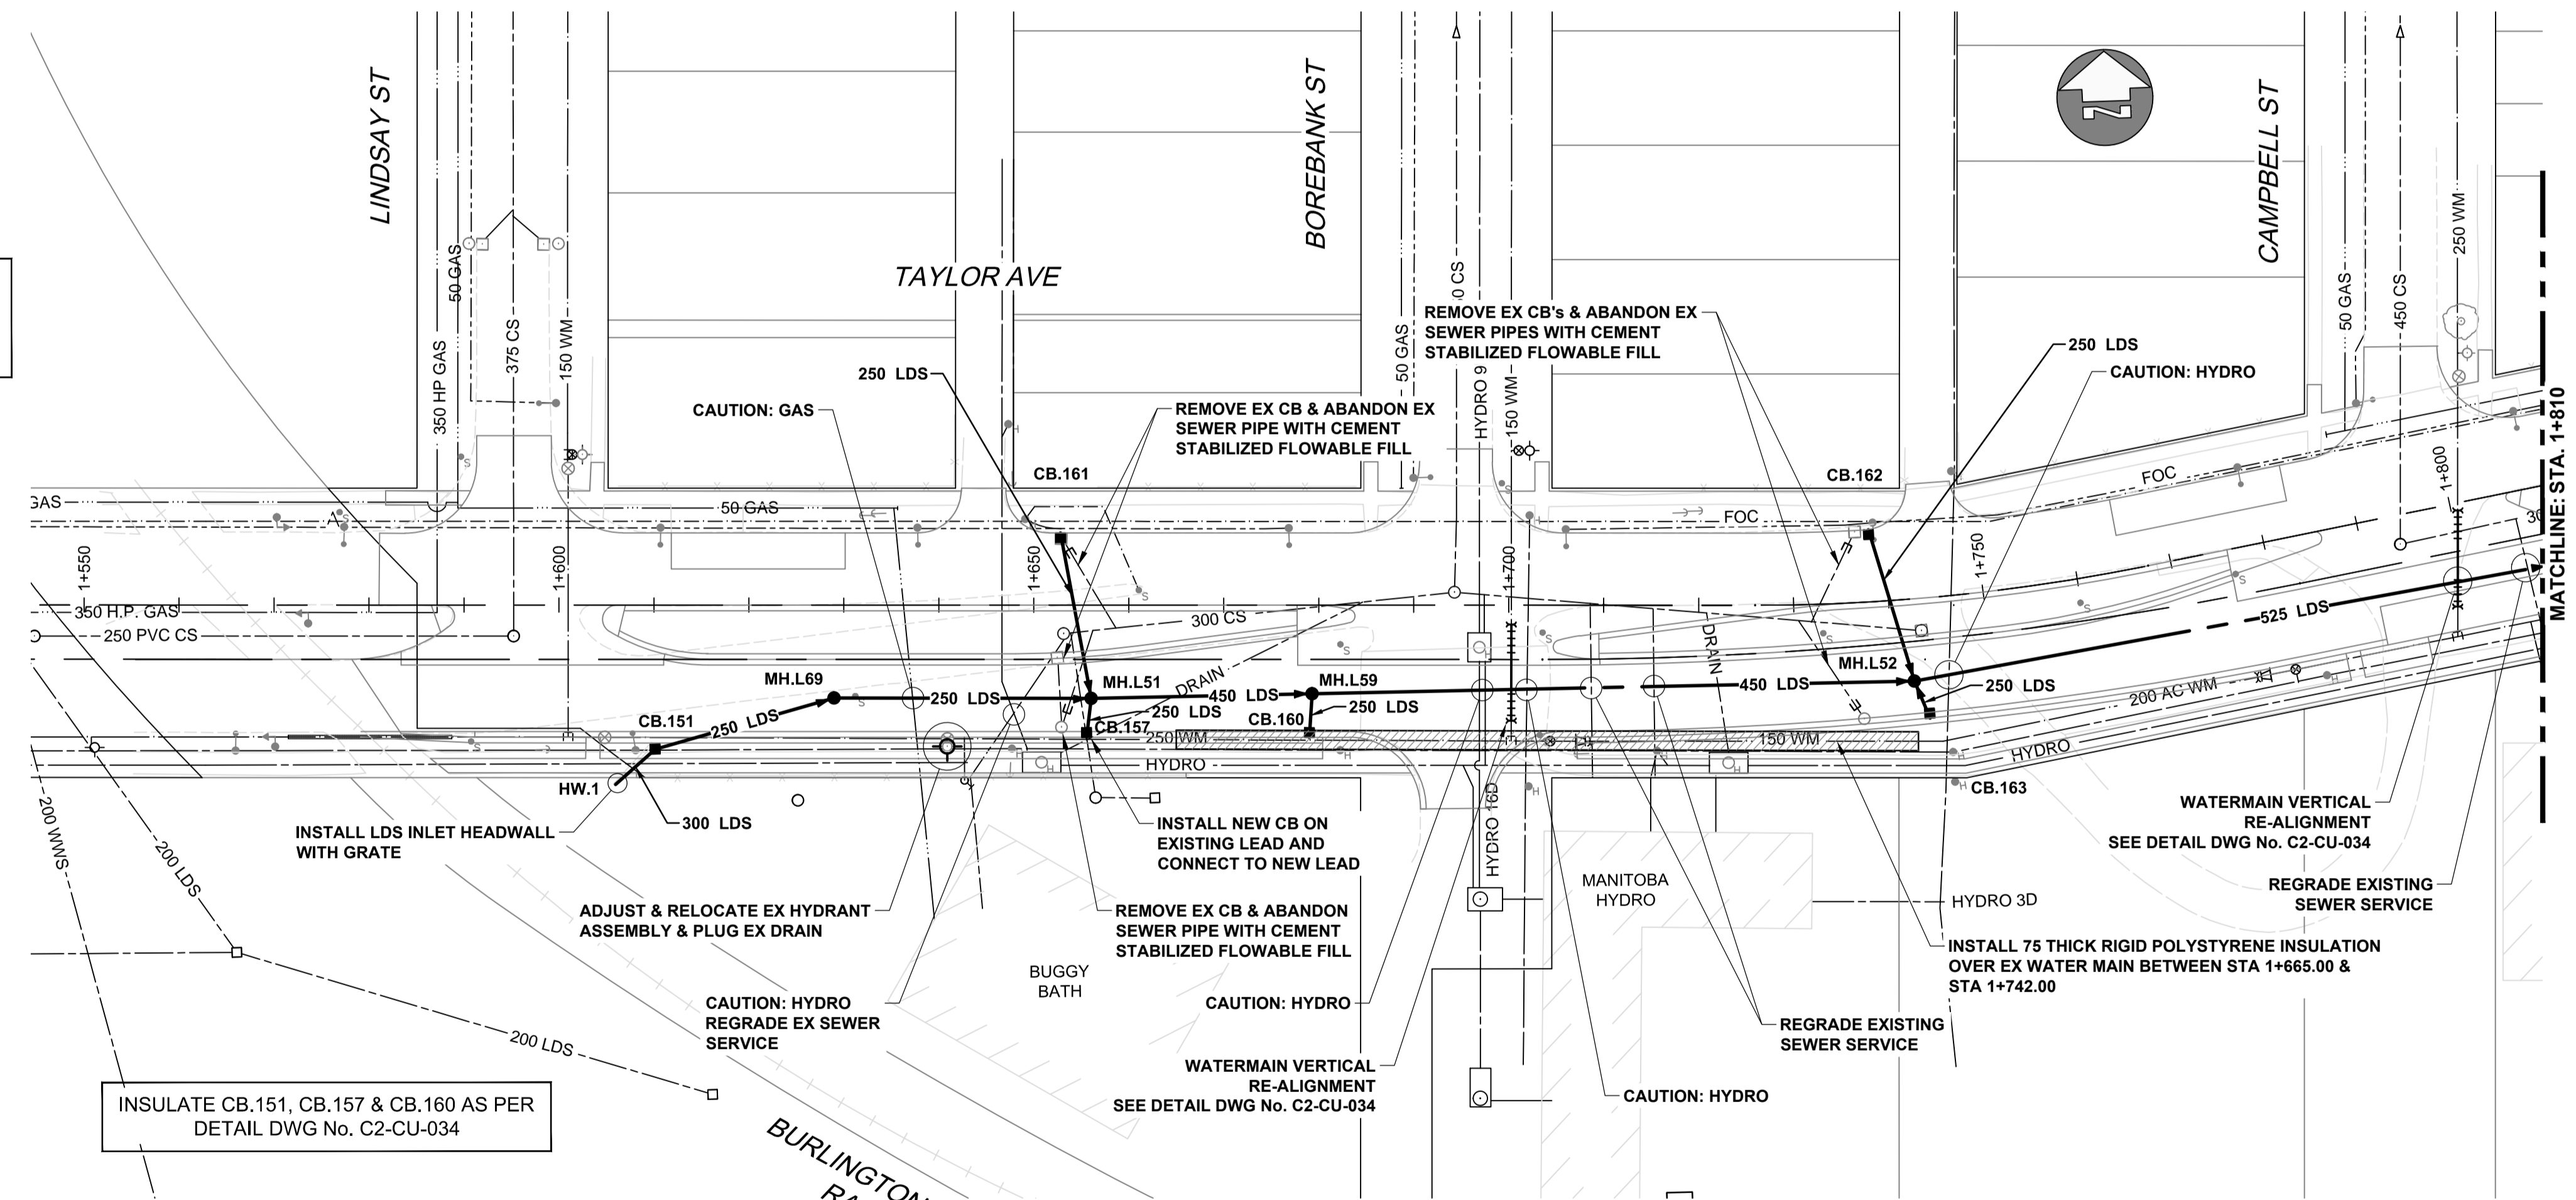 LINDSAY ST
TAYLOR AVE
BOREBANK ST
CAMPBELL ST
N
50 GAS
350 HP GAS
375 CS
150 WM
50 GAS
0 CS
HYDRO 9
150 WM
50 GAS
450 CS
250 WM
MATCHLINE: STA. 1+810
REMOVE EX CB's & ABANDON EX
SEWER PIPES WITH CEMENT
STABILIZED FLOWABLE FILL
250 LDS
CAUTION: HYDRO
250 LDS
CAUTION: GAS
REMOVE EX CB & ABANDON EX
SEWER PIPE WITH CEMENT
STABILIZED FLOWABLE FILL
CB.161
CB.162
GAS
50 GAS
FOC
FOC
1+550
1+600
1+650
1+700
1+750
1+800
30
350 H.P. GAS
250 PVC CS
300 CS
DRAIN
DRAIN
525 LDS
MH.L69
250 LDS
MH.L51
450 LDS
MH.L59
450 LDS
MH.L52
250 LDS
CB.151
250 LDS
250 LDS
CB.157
CB.160
250 LDS
250 WM
150 WM
200 AC WM
HYDRO
HYDRO
HW.1
300 LDS
CB.163
INSTALL LDS INLET HEADWALL
WITH GRATE
200 WWS
200 LDS
INSTALL NEW CB ON
EXISTING LEAD AND
CONNECT TO NEW LEAD
HYDRO 16D
MANITOBA
HYDRO
WATERMAIN VERTICAL
RE-ALIGNMENT
SEE DETAIL DWG No. C2-CU-034
REGRADE EXISTING
SEWER SERVICE
ADJUST & RELOCATE EX HYDRANT
ASSEMBLY & PLUG EX DRAIN
REMOVE EX CB & ABANDON
SEWER PIPE WITH CEMENT
STABILIZED FLOWABLE FILL
HYDRO 3D
INSTALL 75 THICK RIGID POLYSTYRENE INSULATION
OVER EX WATER MAIN BETWEEN STA 1+665.00 &
STA 1+742.00
BUGGY
BATH
CAUTION: HYDRO
REGRADE EX SEWER
SERVICE
CAUTION: HYDRO
REGRADE EXISTING
SEWER SERVICE
200 LDS
WATERMAIN VERTICAL
RE-ALIGNMENT
SEE DETAIL DWG No. C2-CU-034
CAUTION: HYDRO
INSULATE CB.151, CB.157 & CB.160 AS PER
DETAIL DWG No. C2-CU-034
BURLINGTON